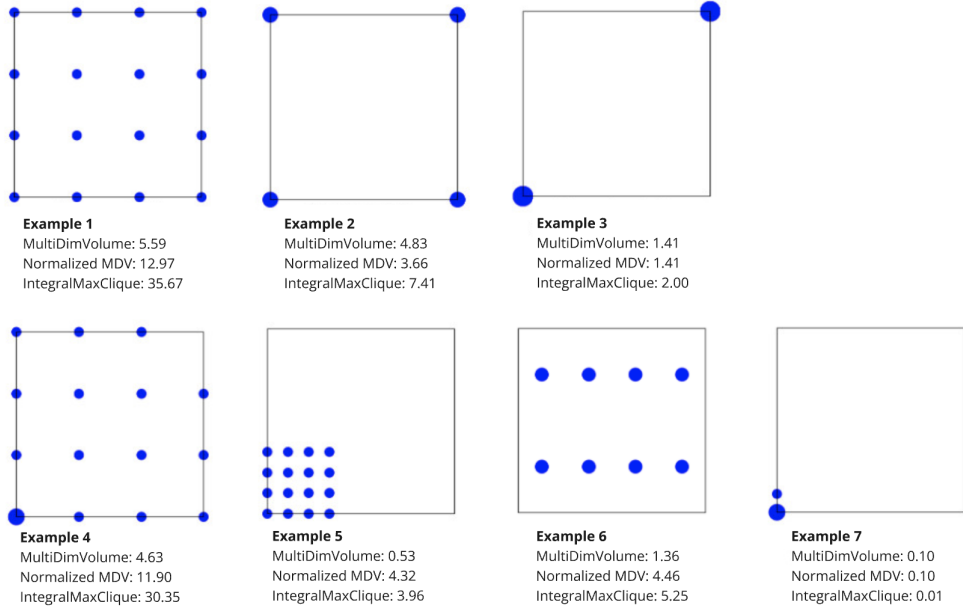 Example 1
MultiDimVolume: 5.59
Normalized MDV: 12.97
IntegralMaxClique: 35.67
Example 2
MultiDimVolume: 4.83
Normalized MDV: 3.66
IntegralMaxClique: 7.41
Example 3
MultiDimVolume: 1.41
Normalized MDV: 1.41
IntegralMaxClique: 2.00
Example 4
MultiDimVolume: 4.63
Normalized MDV: 11.90
IntegralMaxClique: 30.35
Example 5
MultiDimVolume: 0.53
Normalized MDV: 4.32
IntegralMaxClique: 3.96
Example 6
MultiDimVolume: 1.36
Normalized MDV: 4.46
IntegralMaxClique: 5.25
Example 7
MultiDimVolume: 0.10
Normalized MDV: 0.10
IntegralMaxClique: 0.01